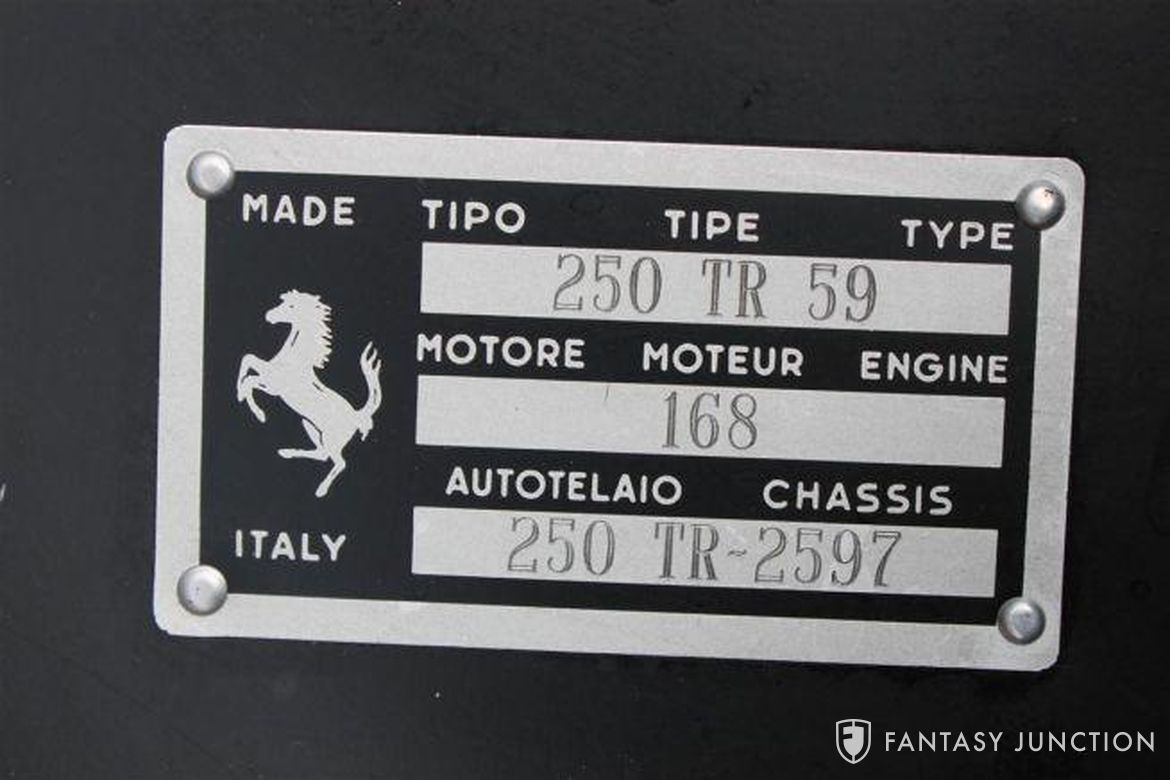 MADE
TIPO TIPE TYPE
250 TR 59
MOTORE MOTEUR ENGINE
168
AUTOTELAIO CHASSIS
250 TR-2597
ITALY
FANTASY JUNCTION